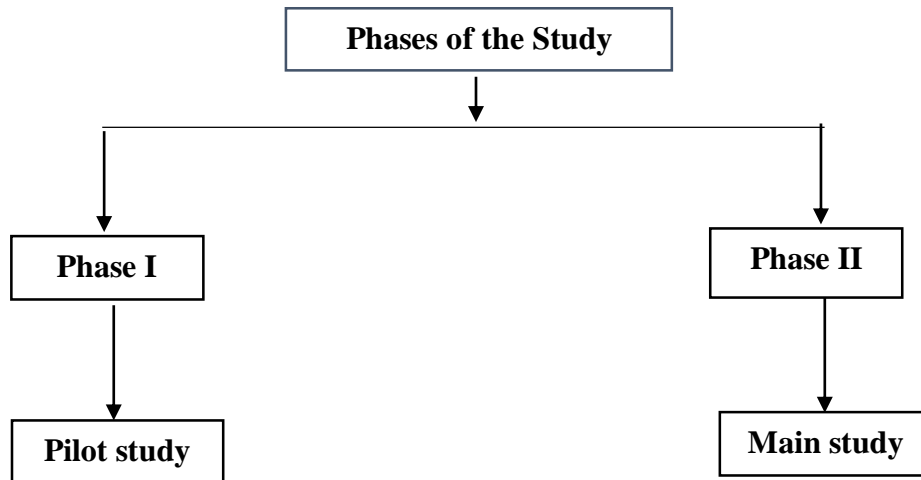 Phases of the Study
Phase I
Phase II
Pilot study
Main study